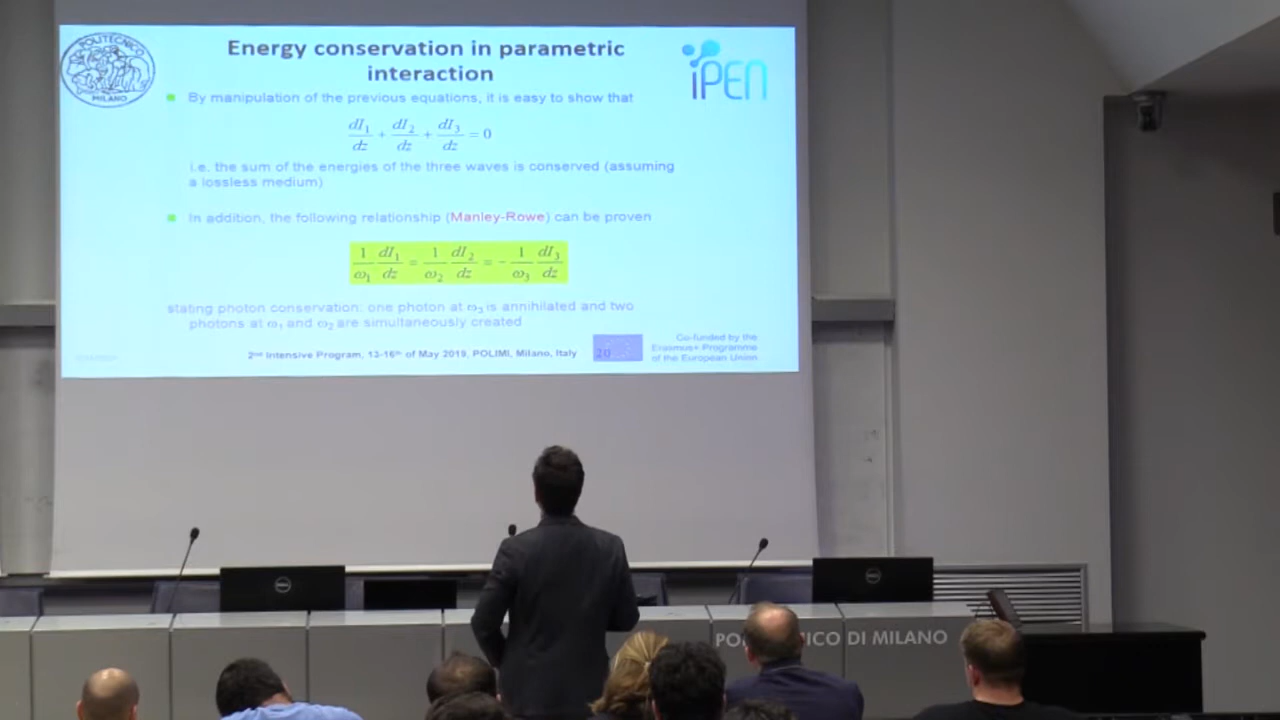 Energy conservation in parametric
interaction
POLITECNICO
MILANO
iPEN
By manipulation of the previous equations, it is easy to show that
dI1/dz + dI2/dz + dI3/dz = 0
i.e. the sum of the energies of the three waves is conserved (assuming
a lossless medium)
In addition, the following relationship (Manley-Rowe) can be proven
1/ω1 dI1/dz = 1/ω2 dI2/dz = - 1/ω3 dI3/dz
stating photon conservation: one photon at ω3 is annihilated and two
photons at ω1 and ω2 are simultaneously created
2nd Intensive Program, 13-16th of May 2019, POLIMI, Milano, Italy
20
Co-funded by the
Erasmus+ Programme
of the European Union
DELL
DELL
DI MILANO